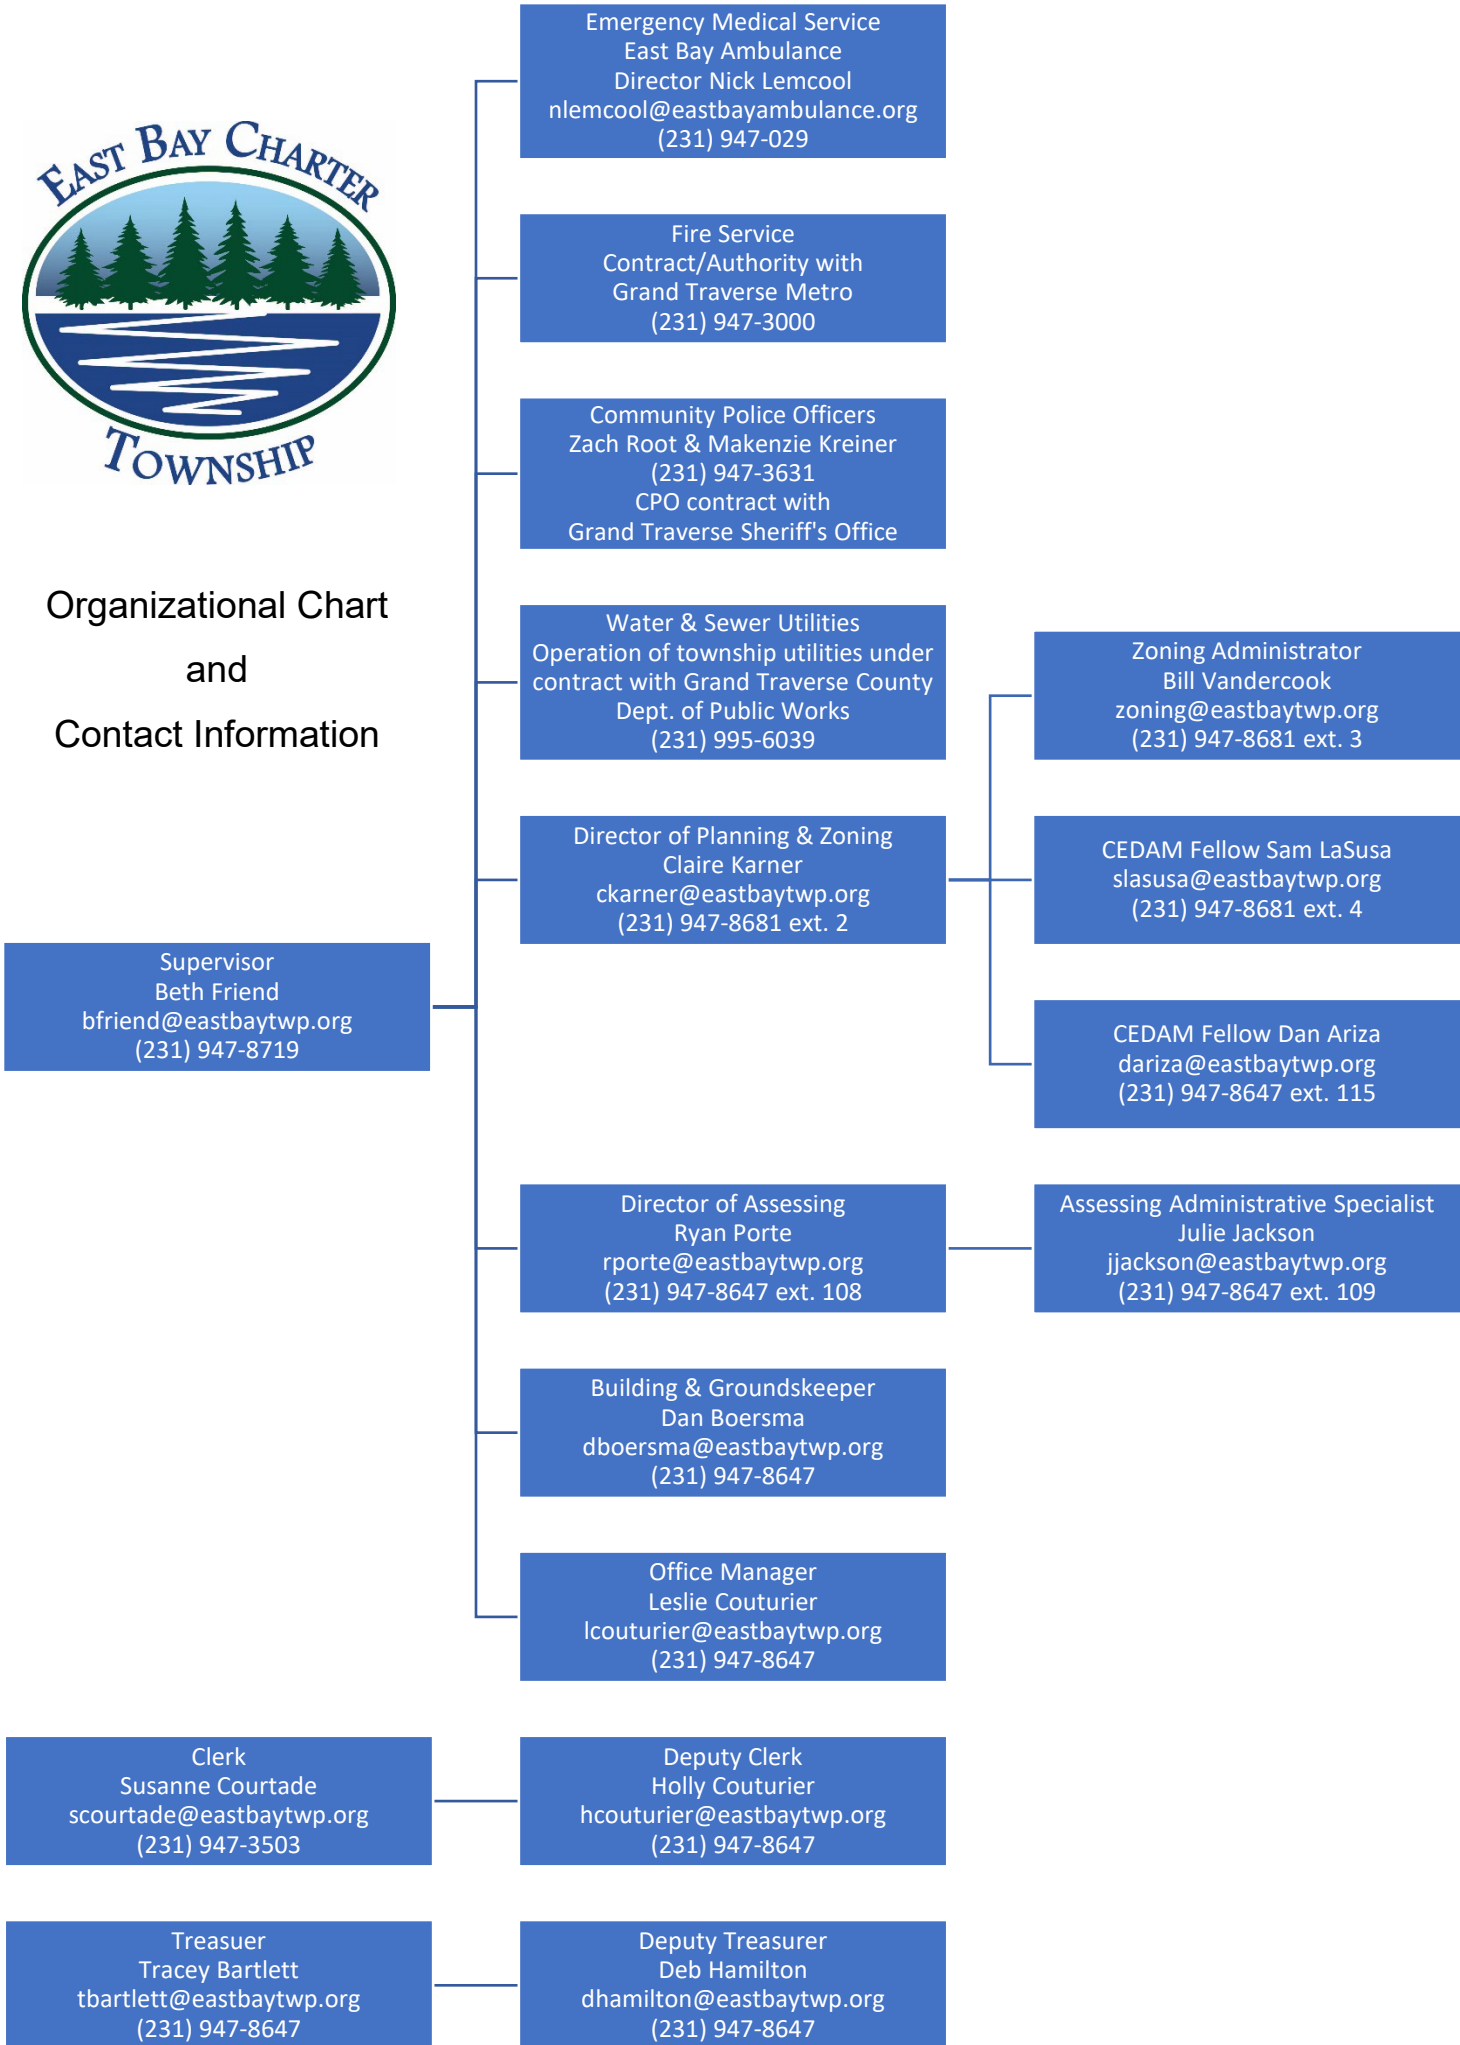 EAST BAY CHARTER
TOWNSHIP
Organizational Chart
and
Contact Information
Supervisor
Beth Friend
bfriend@eastbaytwp.org
(231) 947-8719
Emergency Medical Service
East Bay Ambulance
Director Nick Lemcool
nlemcool@eastbayambulance.org
(231) 947-029
Fire Service
Contract/Authority with
Grand Traverse Metro
(231) 947-3000
Community Police Officers
Zach Root & Makenzie Kreiner
(231) 947-3631
CPO contract with
Grand Traverse Sheriff's Office
Water & Sewer Utilities
Operation of township utilities under
contract with Grand Traverse County
Dept. of Public Works
(231) 995-6039
Director of Planning & Zoning
Claire Karner
ckarner@eastbaytwp.org
(231) 947-8681 ext. 2
Zoning Administrator
Bill Vandercook
zoning@eastbaytwp.org
(231) 947-8681 ext. 3
CEDAM Fellow Sam LaSusa
slasusa@eastbaytwp.org
(231) 947-8681 ext. 4
CEDAM Fellow Dan Ariza
dariza@eastbaytwp.org
(231) 947-8647 ext. 115
Director of Assessing
Ryan Porte
rporte@eastbaytwp.org
(231) 947-8647 ext. 108
Assessing Administrative Specialist
Julie Jackson
jjackson@eastbaytwp.org
(231) 947-8647 ext. 109
Building & Groundskeeper
Dan Boersma
dboersma@eastbaytwp.org
(231) 947-8647
Office Manager
Leslie Couturier
lcouturier@eastbaytwp.org
(231) 947-8647
Clerk
Susanne Courtade
scourtade@eastbaytwp.org
(231) 947-3503
Deputy Clerk
Holly Couturier
hcouturier@eastbaytwp.org
(231) 947-8647
Treasuer
Tracey Bartlett
tbartlett@eastbaytwp.org
(231) 947-8647
Deputy Treasurer
Deb Hamilton
dhamilton@eastbaytwp.org
(231) 947-8647